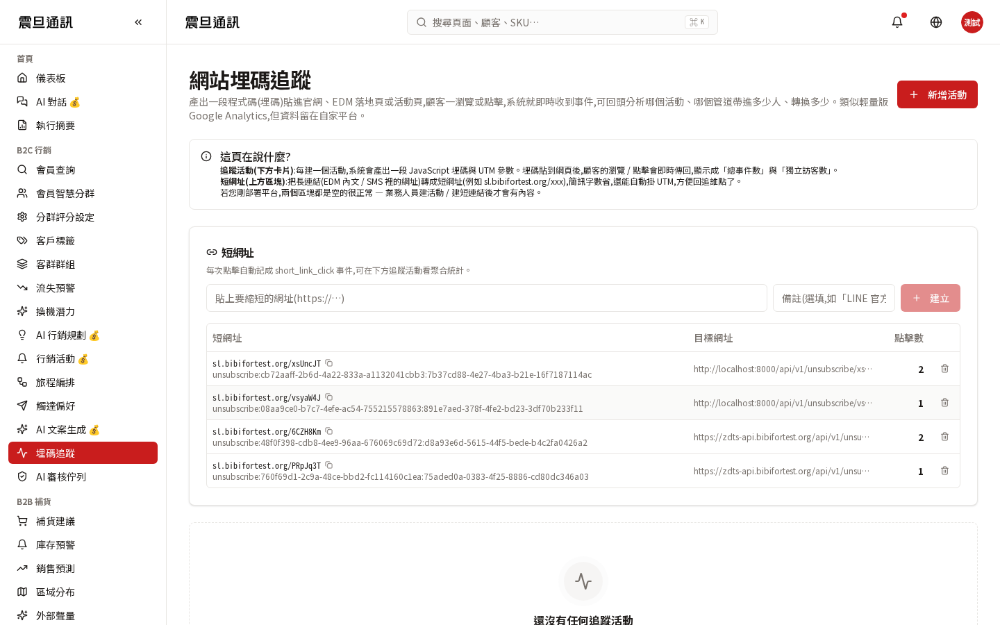 震旦通訊
震旦通訊
搜尋頁面、顧客、SKU…
⌘ K
測試
首頁
儀表板
AI 對話 💰
執行摘要
B2C 行銷
會員查詢
會員智慧分群
分群評分設定
客戶標籤
客群群組
流失預警
換機潛力
AI 行銷規劃 💰
行銷活動 💰
旅程編排
觸達偏好
AI 文案生成 💰
埋碼追蹤
AI 審核佇列
B2B 補貨
補貨建議
庫存預警
銷售預測
區域分布
外部聲量
網站埋碼追蹤
產出一段程式碼(埋碼)貼進官網、EDM 落地頁或活動頁,顧客一瀏覽或點擊,系統就即時收到事件,可回頭分析哪個活動、哪個管道帶進多少人、轉換多少。類似輕量版
Google Analytics,但資料留在自家平台。
新增活動
這頁在說什麼?
追蹤活動(下方卡片):每建一個活動,系統會產出一段 JavaScript 埋碼與 UTM 參數。埋碼貼到網頁後,顧客的瀏覽 / 點擊會即時傳回,顯示成「總事件數」與「獨立訪客數」。
短網址(上方區塊):把長連結(EDM 內文 / SMS 裡的網址)轉成短網址(例如 sl.bibifortest.org/xxx),簡訊字數省,還能自動掛 UTM,方便回追誰點了。
若您剛部署平台,兩個區塊都是空的很正常 — 業務人員建活動 / 建短連結後才會有內容。
短網址
每次點擊自動記成 short_link_click 事件,可在下方追蹤活動看聚合統計。
貼上要縮短的網址(https://…)
備註(選填,如「LINE 官方
建立
短網址 目標網址 點擊數
sl.bibifortest.org/xsUncJT
unsubscribe:cb72aaff-2b6d-4a22-833a-a1132041cbb3:7b37cd88-4e27-4ba3-b21e-16f7187114ac
http://localhost:8000/api/v1/unsubscribe/xs… 2
sl.bibifortest.org/vsyaW4J
unsubscribe:08aa9ce0-b7c7-4efe-ac54-755215578863:891e7aed-378f-4fe2-bd23-3df70b233f11
http://localhost:8000/api/v1/unsubscribe/vs… 1
sl.bibifortest.org/6CZH8Km
unsubscribe:48f0f398-cdb8-4ee9-96aa-676069c69d72:d8a93e6d-5615-44f5-bede-b4c2fa0426a2
https://zdts-api.bibifortest.org/api/v1/unsu… 2
sl.bibifortest.org/PRpJq3T
unsubscribe:760f69d1-2c9a-48ce-bbd2-fc114160c1ea:75aded0a-0383-4f25-8886-cd80dc346a03
https://zdts-api.bibifortest.org/api/v1/unsu… 1
還沒有任何追蹤活動